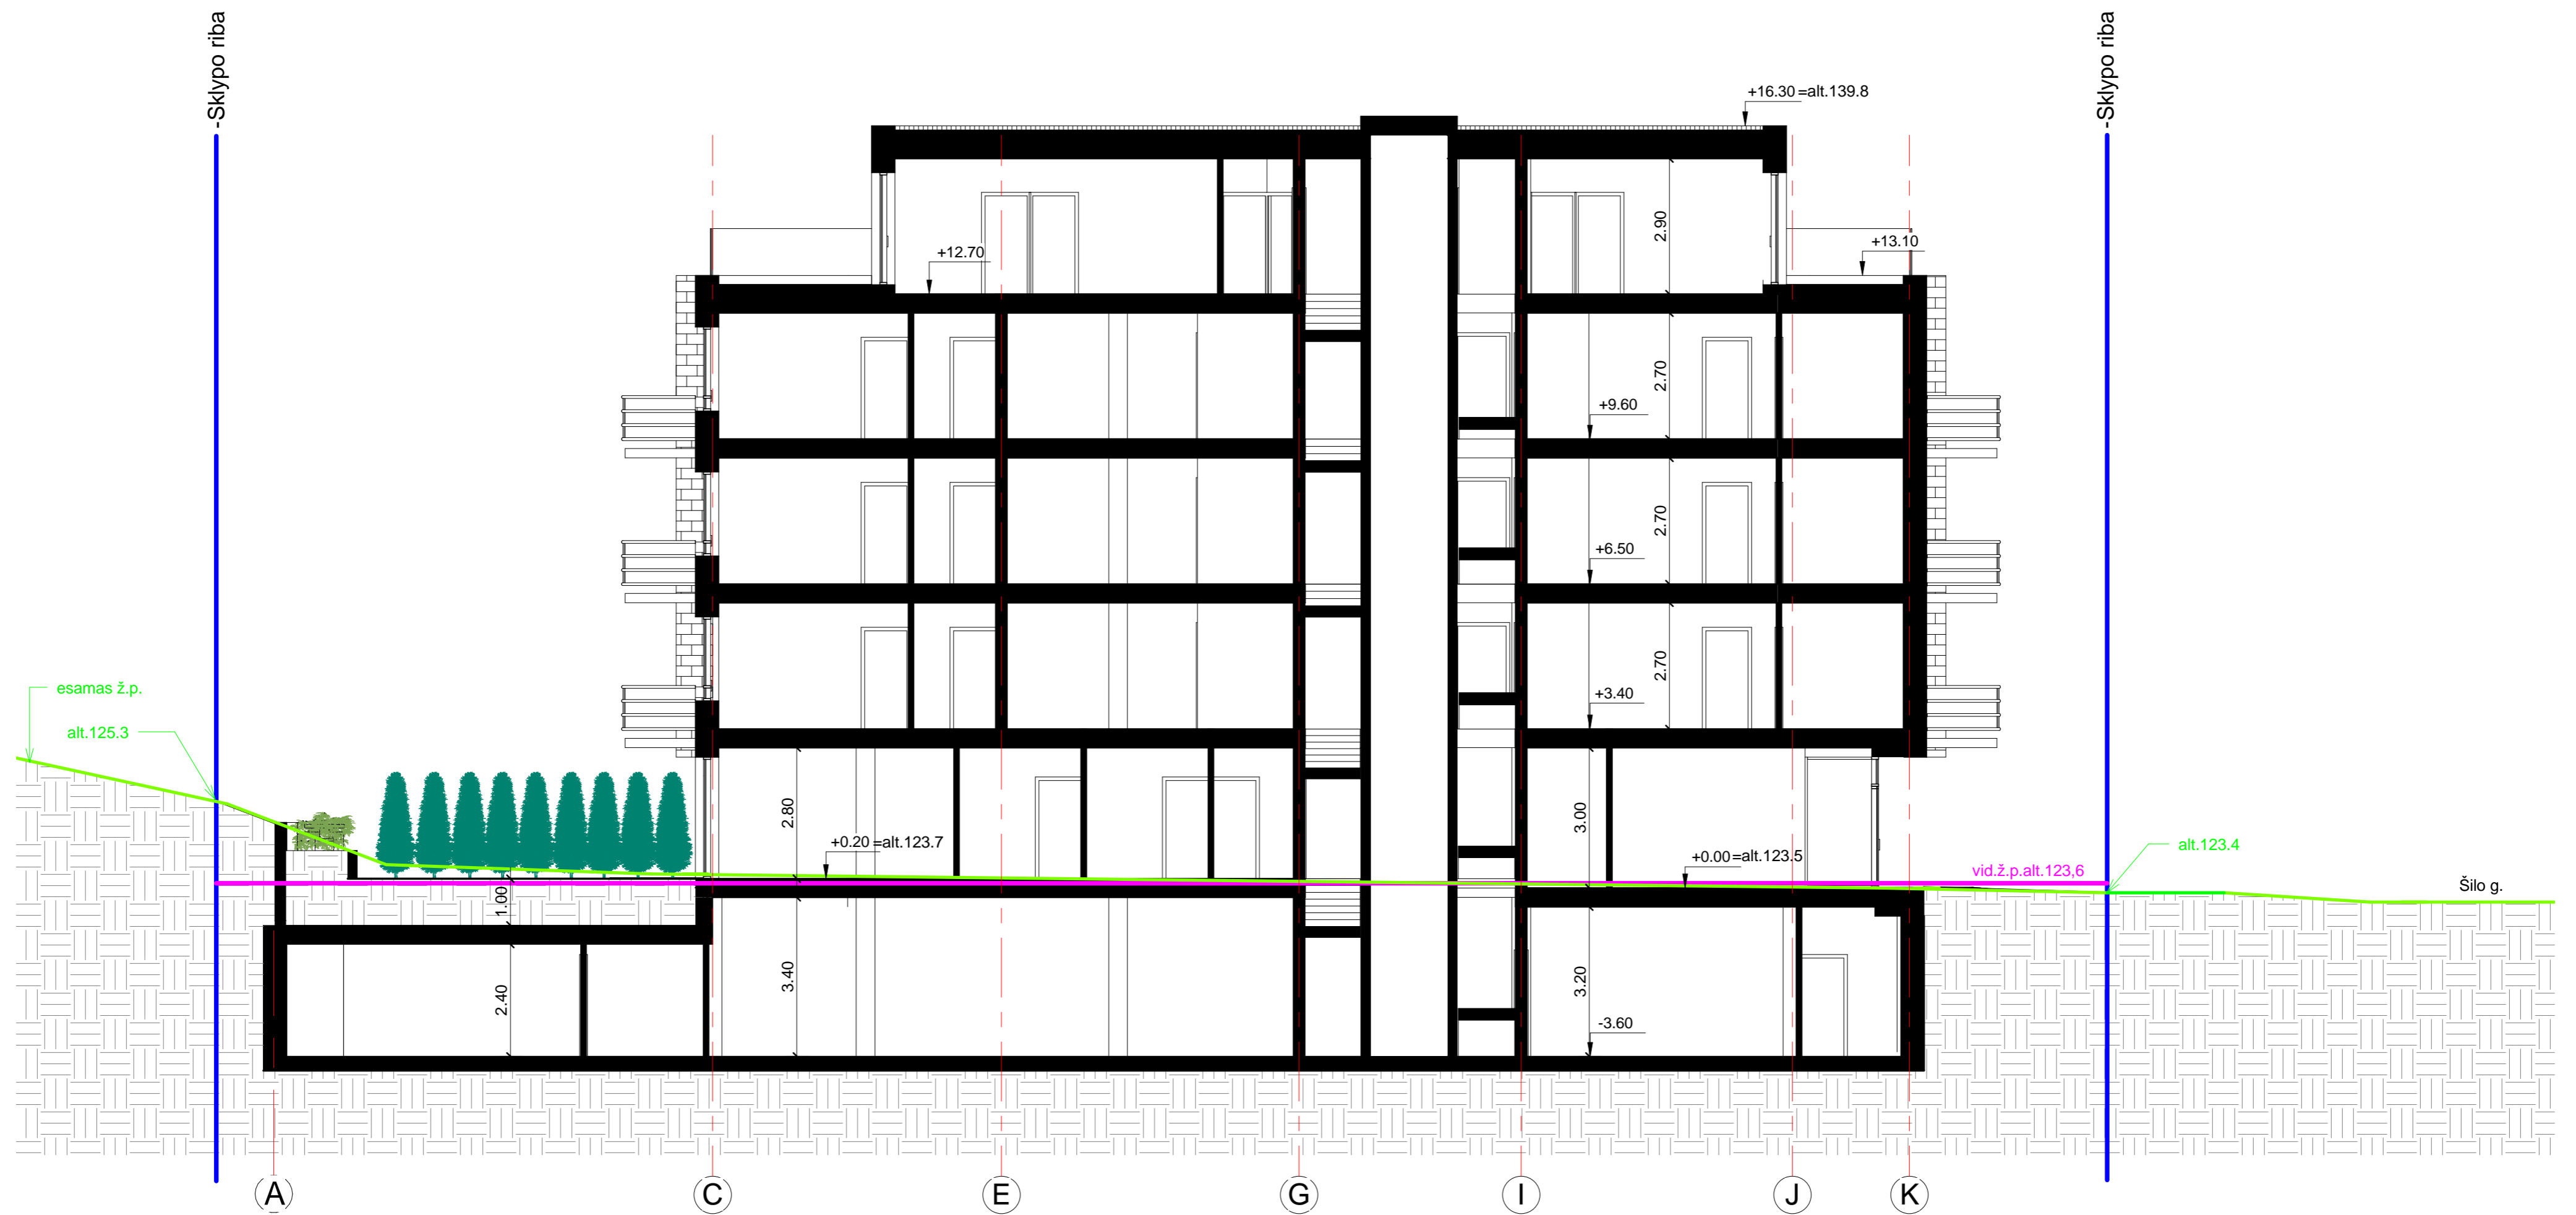 -Sklypo riba
-Sklypo riba
+16.30 =alt.139.8
2.90
+12.70
+13.10
2.70
+9.60
2.70
+6.50
2.70
+3.40
esamas ž.p.
alt.125.3
2.80
3.00
+0.20 =alt.123.7
+0.00 =alt.123.5
vid.ž.p.alt.123,6
alt.123.4
Šilo g.
1.00
2.40
3.40
3.20
-3.60
A
C
E
G
I
J
K